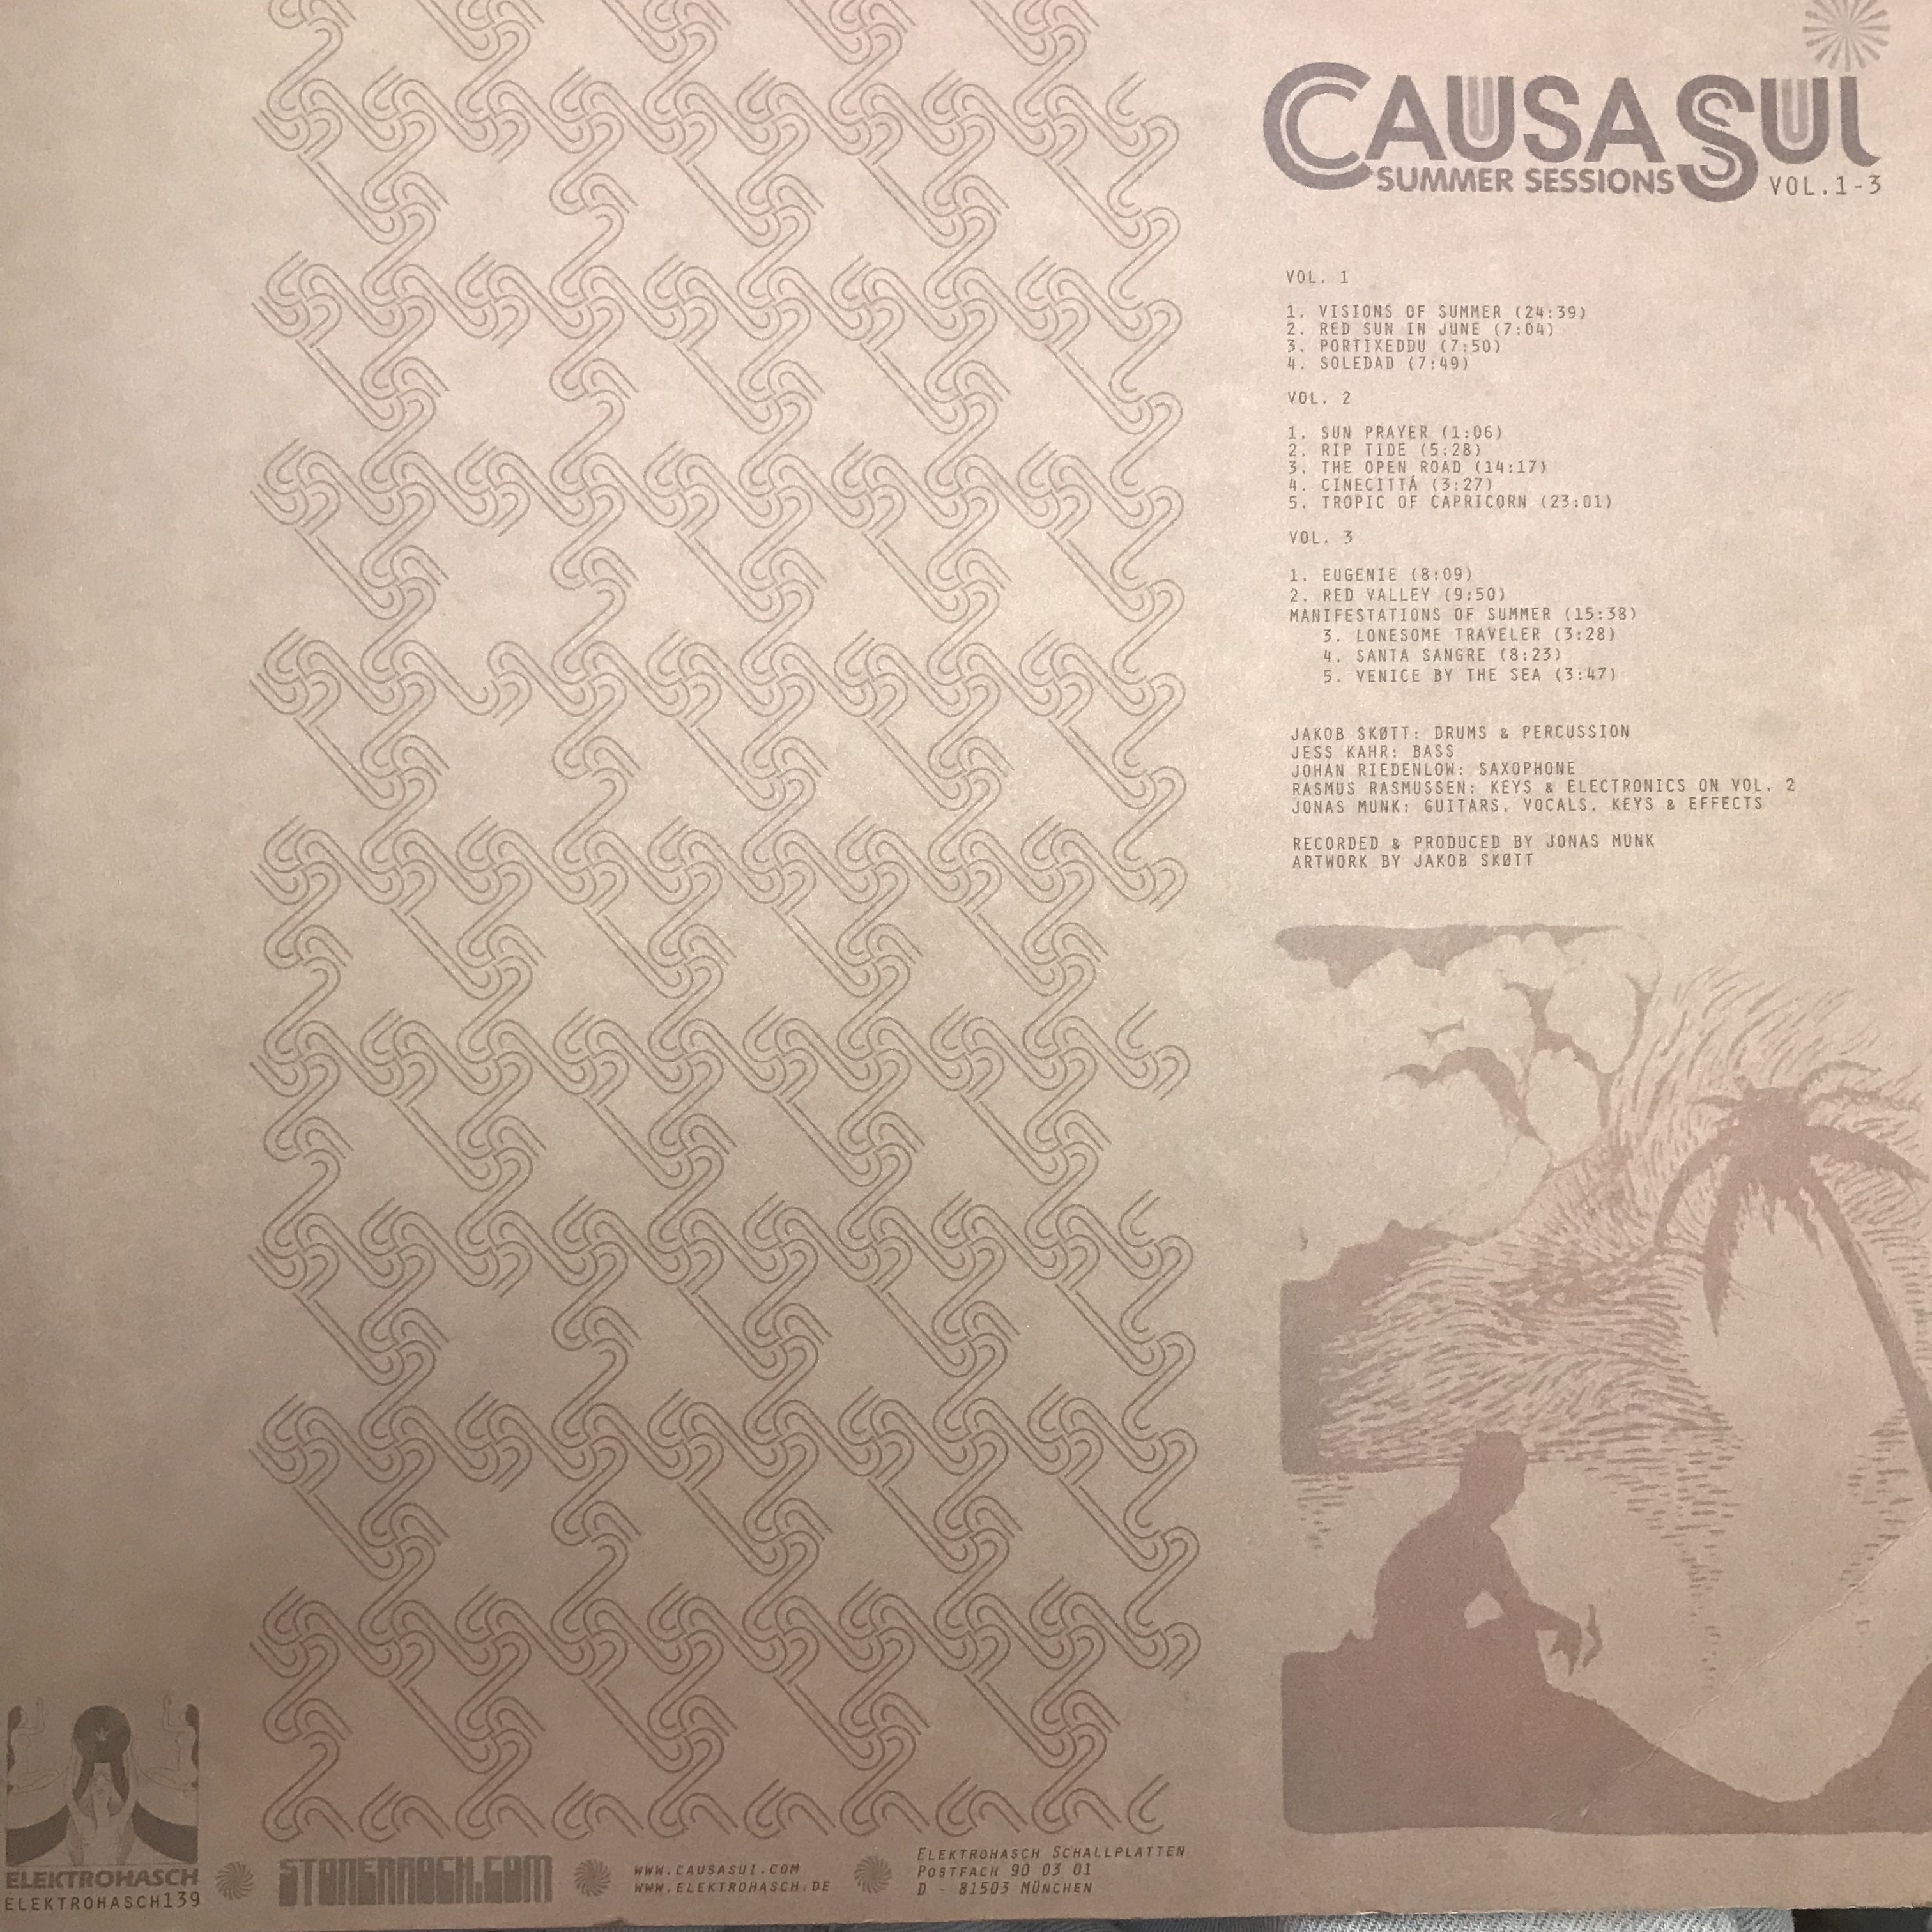 CAUSA SUI
SUMMER SESSIONS VOL.1-3
VOL. 1
1. VISIONS OF SUMMER (24:39)
2. RED SUN IN JUNE (7:04)
3. PORTIXEDDU (7:50)
4. SOLEDAD (7:49)
VOL. 2
1. SUN PRAYER (1:06)
2. RIP TIDE (5:28)
3. THE OPEN ROAD (14:17)
4. CINECITTÁ (3:27)
5. TROPIC OF CAPRICORN (23:01)
VOL. 3
1. EUGENIE (8:09)
2. RED VALLEY (9:50)
MANIFESTATIONS OF SUMMER (15:38)
3. LONESOME TRAVELER (3:28)
4. SANTA SANGRE (8:23)
5. VENICE BY THE SEA (3:47)
JAKOB SKØTT: DRUMS & PERCUSSION
JESS KAHR: BASS
JOHAN RIEDENLOW: SAXOPHONE
RASMUS RASMUSSEN: KEYS & ELECTRONICS ON VOL. 2
JONAS MUNK: GUITARS, VOCALS, KEYS & EFFECTS
RECORDED & PRODUCED BY JONAS MUNK
ARTWORK BY JAKOB SKØTT
ELEKTROHASCH
ELEKTROHASCH139
STONERROCK.COM
WWW.CAUSASUI.COM
WWW.ELEKTROHASCH.DE
ELEKTROHASCH SCHALLPLATTEN
POSTFACH 90 03 01
D - 81503 MÜNCHEN